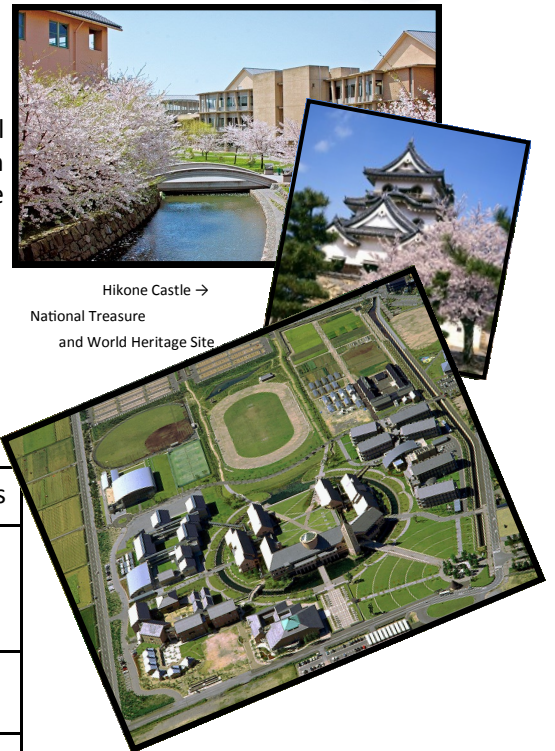 l
n
e
Hikone Castle →
National Treasure
and World Heritage Site
s